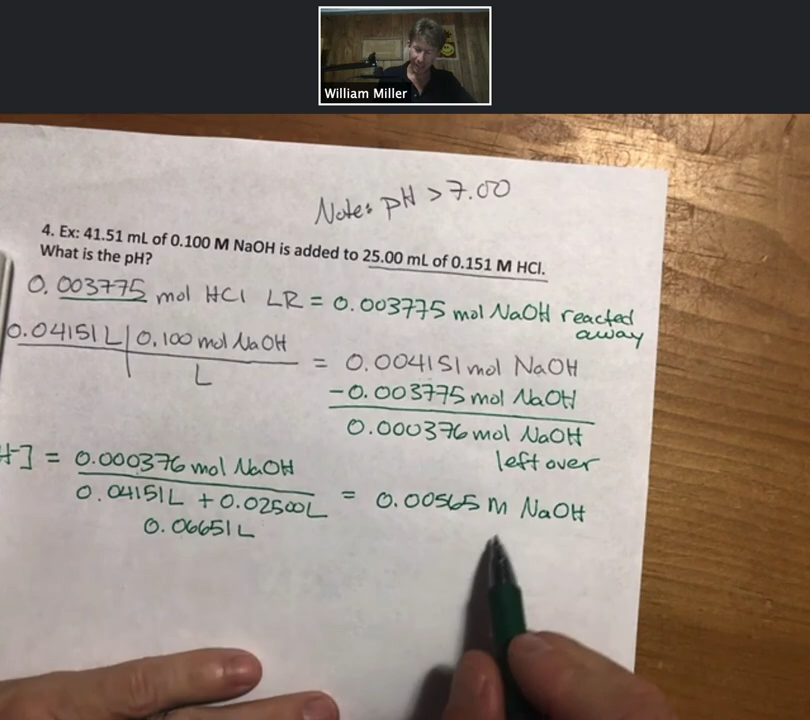 William Miller
Note: pH > 7.00
4. Ex: 41.51 mL of 0.100 M NaOH is added to 25.00 mL of 0.151 M HCl.
What is the pH?
0.003775 mol HCl LR = 0.003775 mol NaOH reacted
away
0.04151 L | 0.100 mol NaOH
L
= 0.004151 mol NaOH
-0.003775 mol NaOH
0.000376 mol NaOH
left over
H-] = 0.000376 mol NaOH
0.04151 L + 0.02500 L
0.06651 L
= 0.00565 M NaOH